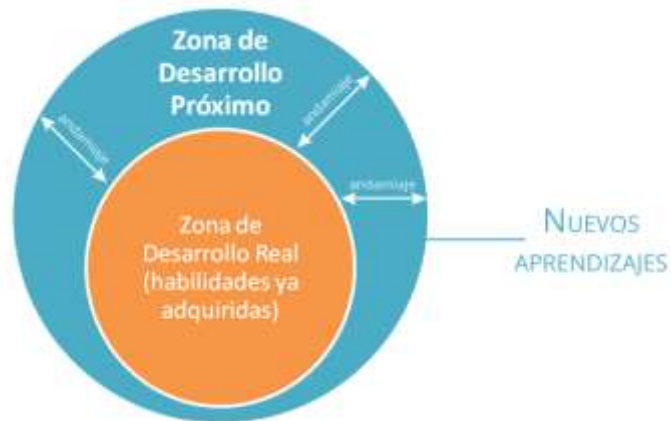 Zona de
Desarrollo
Próximo
andamiaje
andamiaje
andamiaje
Zona de
Desarrollo Real
(habilidades ya
adquiridas)
NUEVOS
APRENDIZAJES